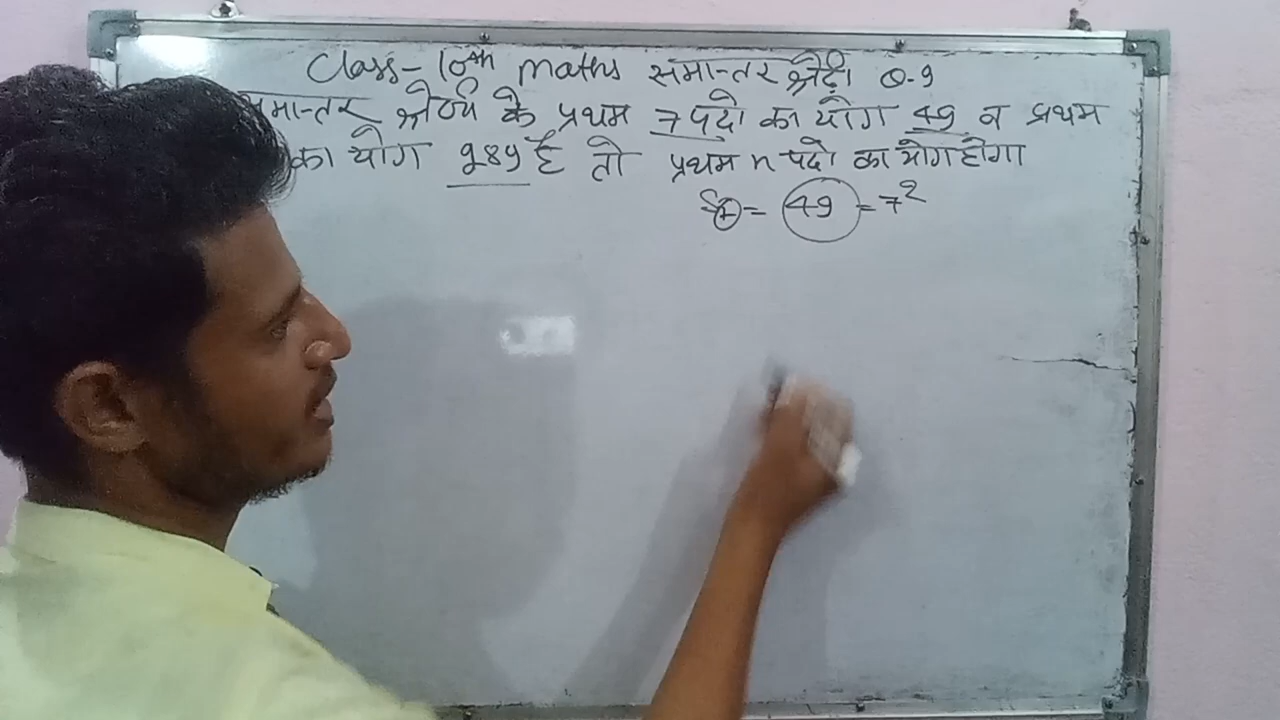 Class-10th maths समान्तर श्रेढ़ी Q-9
समान्तर श्रेढी के प्रथम 7 पदो का योग 49 व प्रथम
का योग 289 है तो प्रथम n पदो का योग होगा
S7 = 49 = 7²